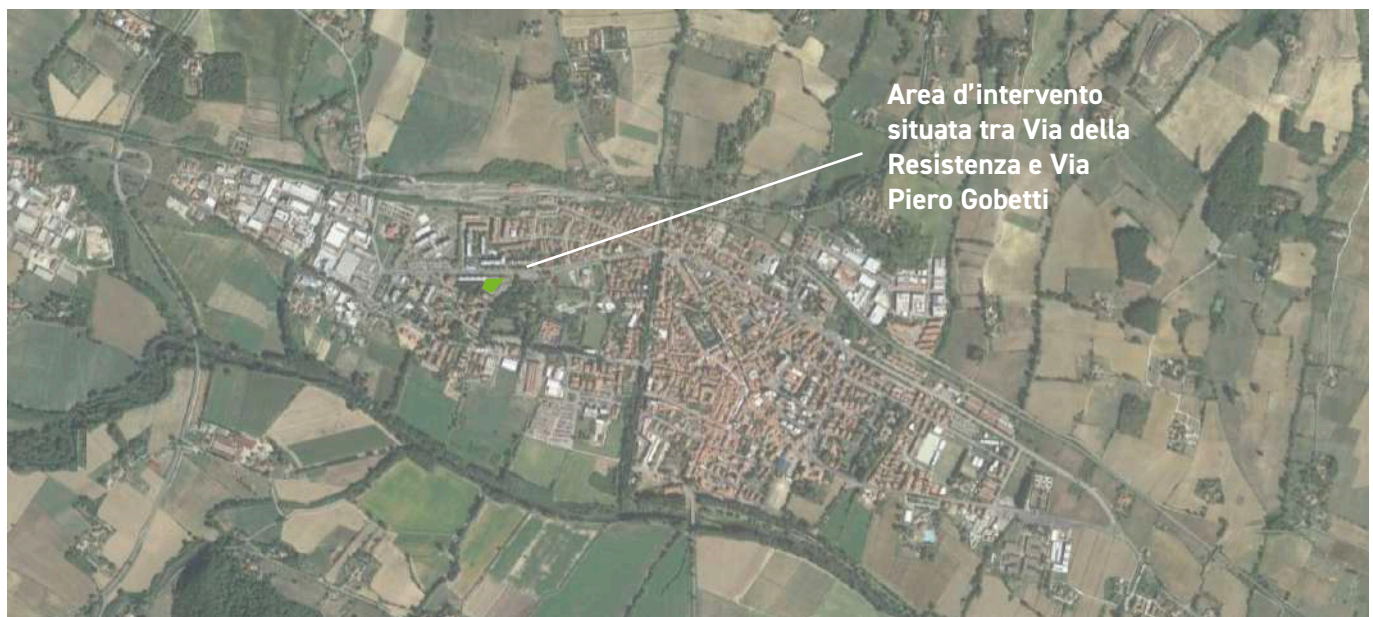 Area d’intervento
situata tra Via della
Resistenza e Via
Piero Gobetti